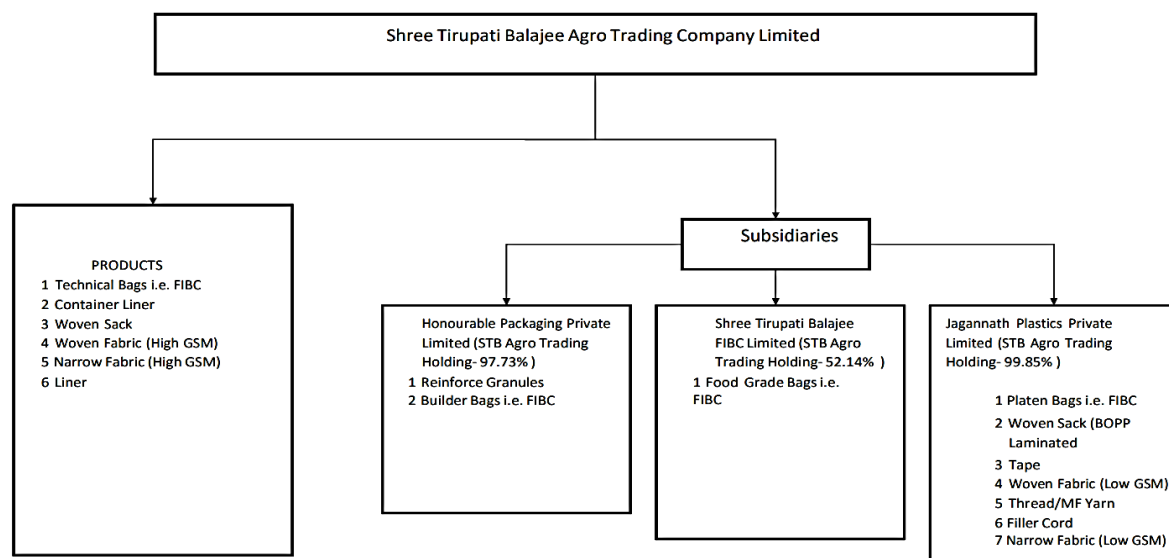 Shree Tirupati Balajee Agro Trading Company Limited
PRODUCTS
1 Technical Bags i.e. FIBC
2 Container Liner
3 Woven Sack
4 Woven Fabric (High GSM)
5 Narrow Fabric (High GSM)
6 Liner
Subsidiaries
Honourable Packaging Private
Limited (STB Agro Trading
Holding- 97.73% )
1 Reinforce Granules
2 Builder Bags i.e. FIBC
Shree Tirupati Balajee
FIBC Limited (STB Agro
Trading Holding- 52.14% )
1 Food Grade Bags i.e.
FIBC
Jagannath Plastics Private
Limited (STB Agro Trading
Holding- 99.85% )
1 Platen Bags i.e. FIBC
2 Woven Sack (BOPP
Laminated
3 Tape
4 Woven Fabric (Low GSM)
5 Thread/MF Yarn
6 Filler Cord
7 Narrow Fabric (Low GSM)